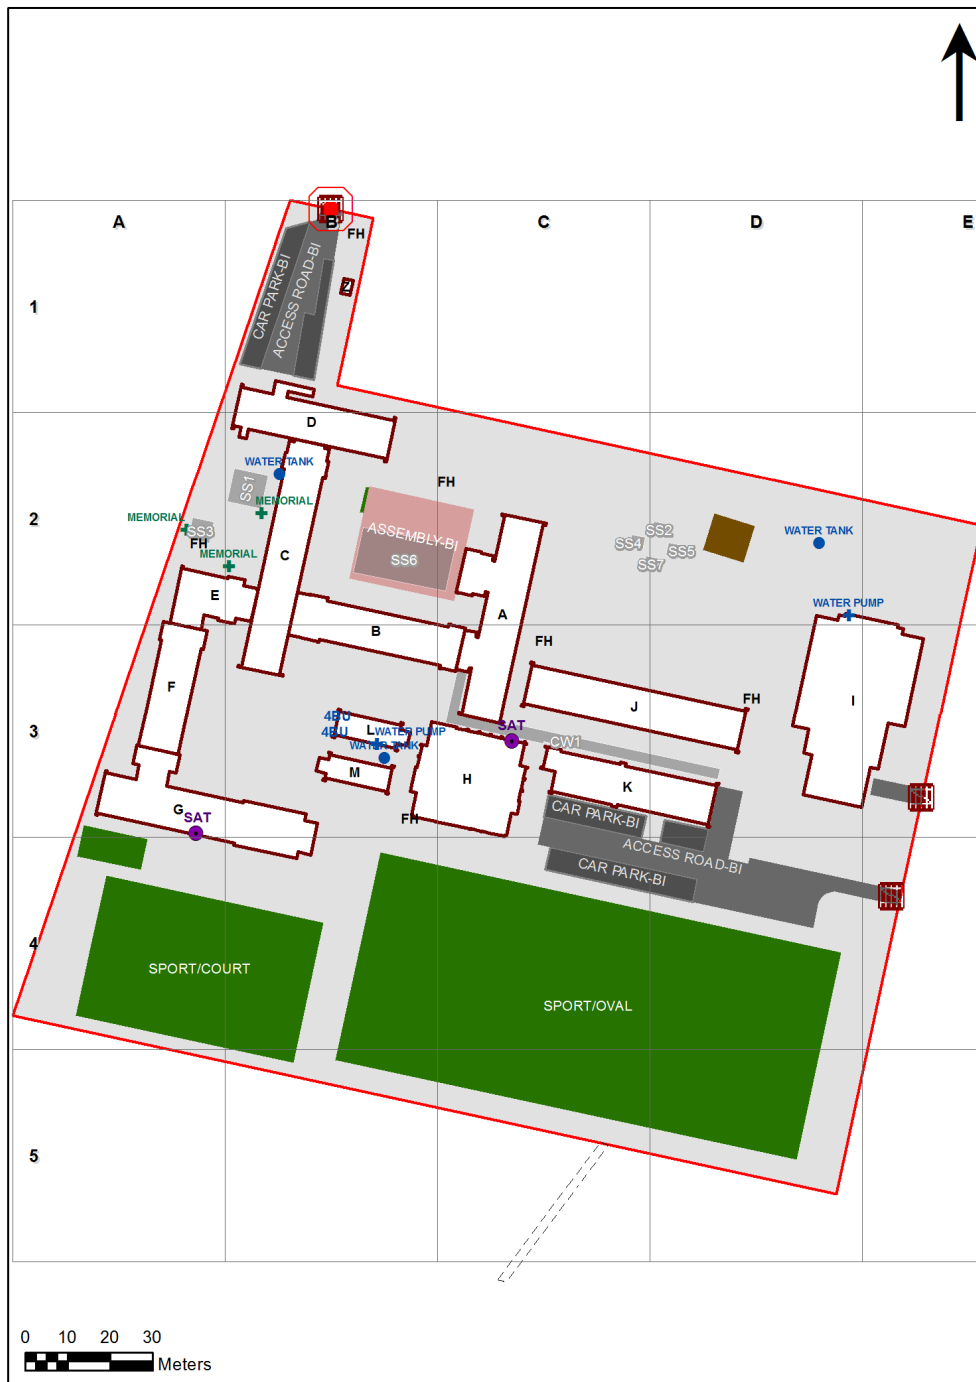 A
B
C
D
E
FH
1
CAR PARK-BI
ACCESS ROAD-BI
Z
D
WATER TANK
FH
SS1
MEMORIAL
MEMORIAL
SS3
FH
2
ASSEMBLY-BI
SS6
SS2
SS4
SS5
SS7
WATER TANK
MEMORIAL
C
E
A
WATER PUMP
B
FH
F
J
FH
I
4BU
4BU
L
WATER PUMP
SAT
3
WATER TANK
CW1
M
H
K
G
SAT
FH
CAR PARK-BI
ACCESS ROAD-BI
CAR PARK-BI
4
SPORT/COURT
SPORT/OVAL
5
0 10 20 30
Meters